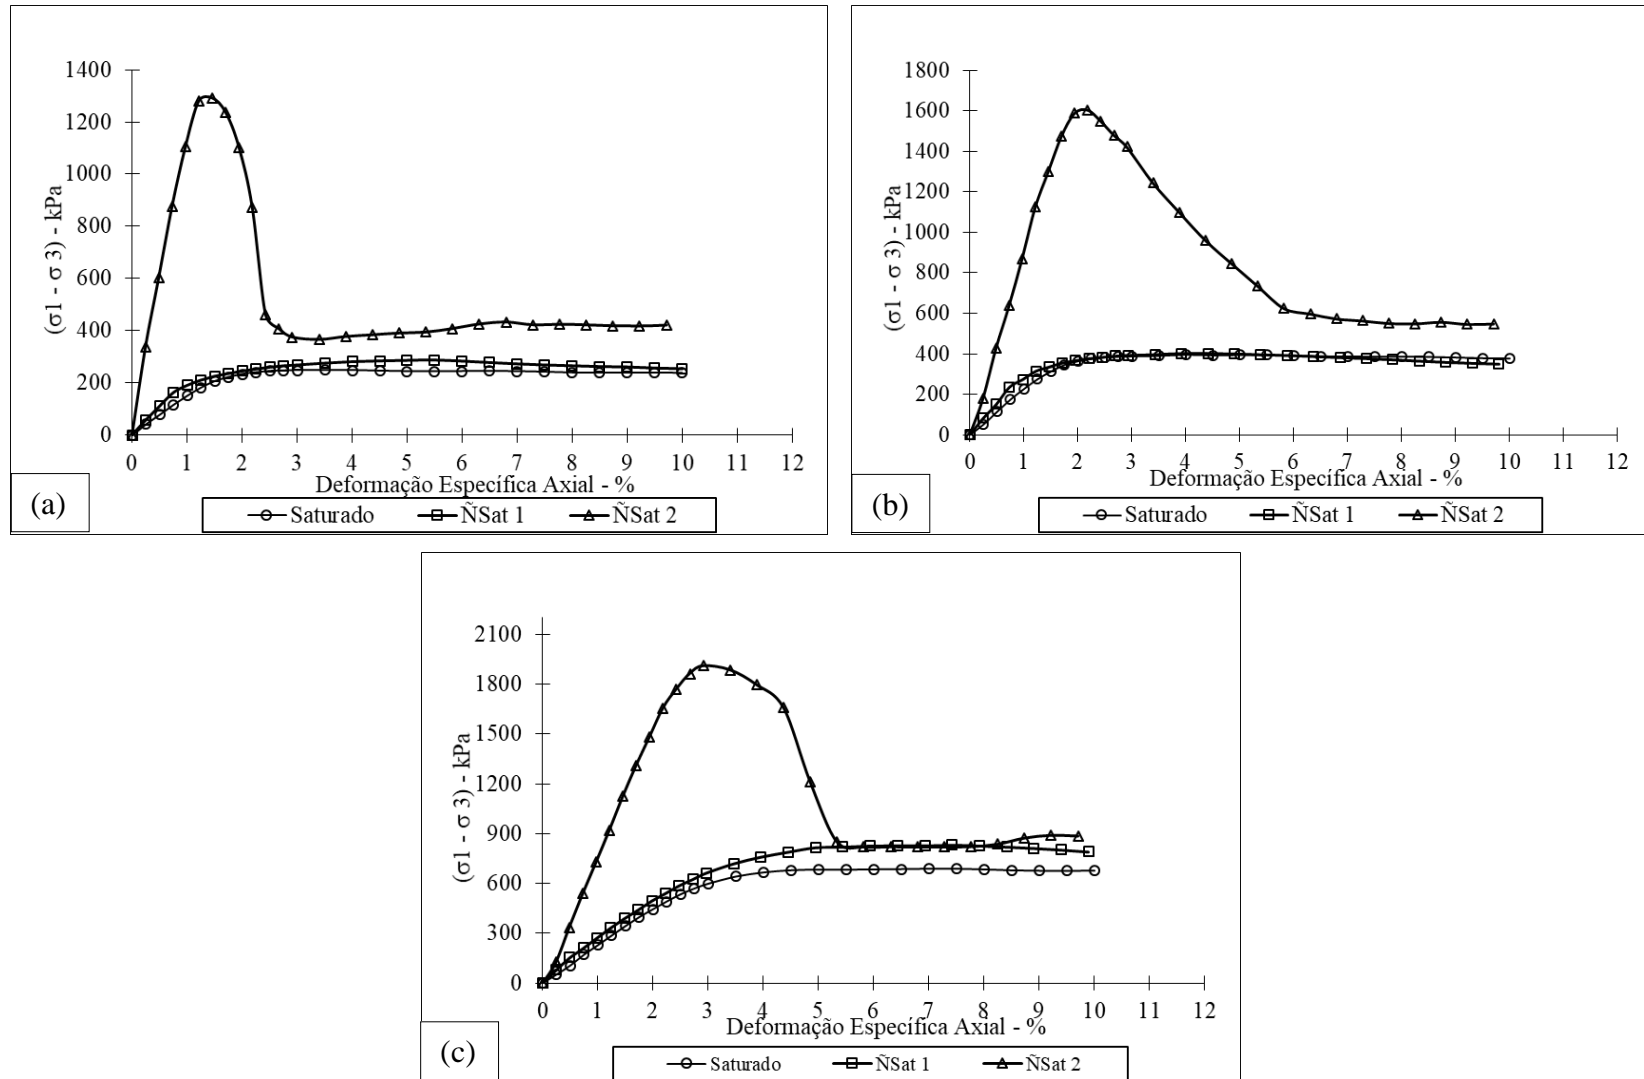 1400
1200
1000
800
600
400
200
0
(σ1 - σ 3) - kPa
0 1 2 3 4 5 6 7 8 9 10 11 12
Deformação Específica Axial - %
(a)
Saturado ÑSat 1 ÑSat 2
1800
1600
1400
1200
1000
800
600
400
200
0
(σ1 - σ 3) - kPa
0 1 2 3 4 5 6 7 8 9 10 11 12
Deformação Específica Axial - %
(b)
Saturado ÑSat 1 ÑSat 2
2100
1800
1500
1200
900
600
300
0
(σ1 - σ 3) - kPa
0 1 2 3 4 5 6 7 8 9 10 11 12
Deformação Específica Axial - %
(c)
Saturado ÑSat 1 ÑSat 2